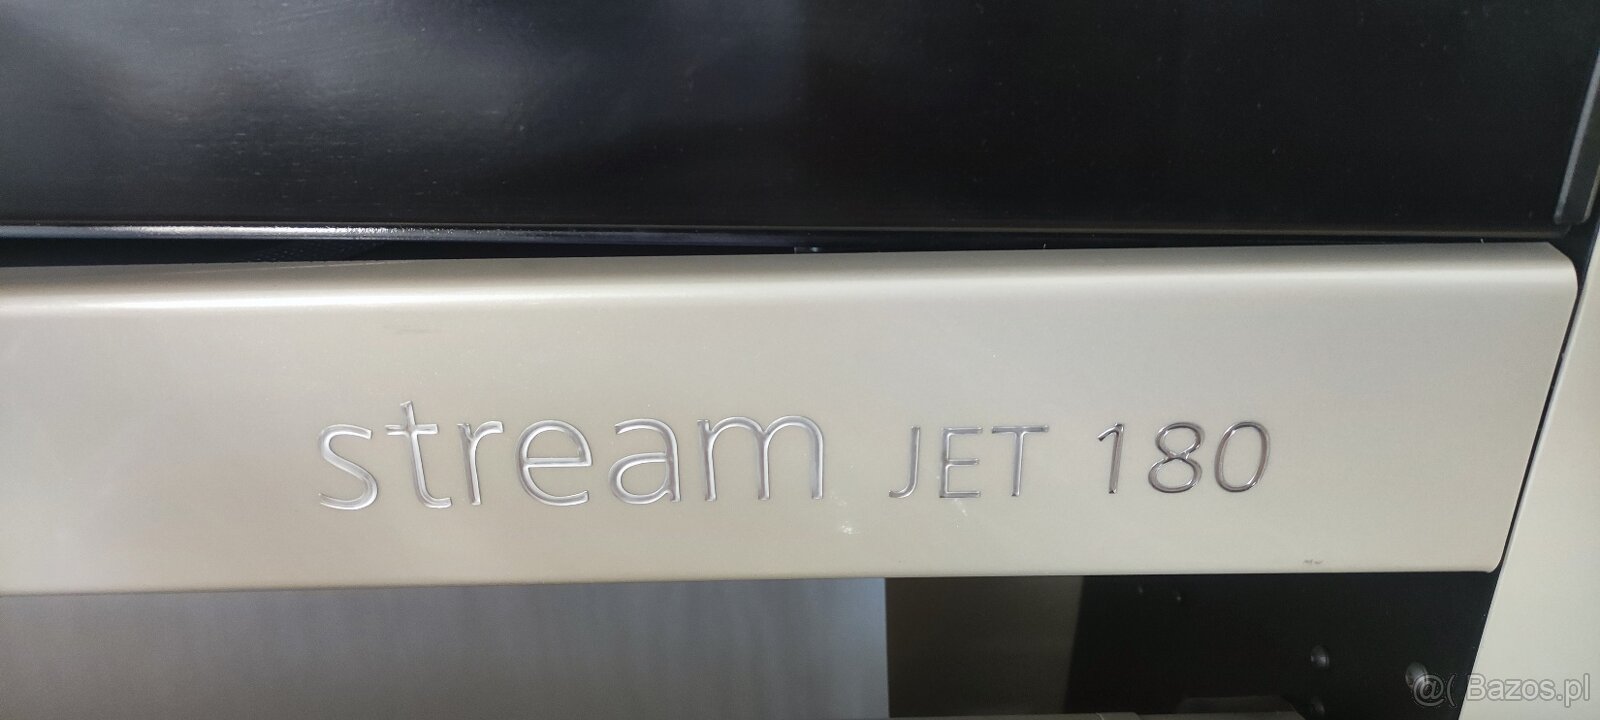 stream JET 180
@( Bazos.pl